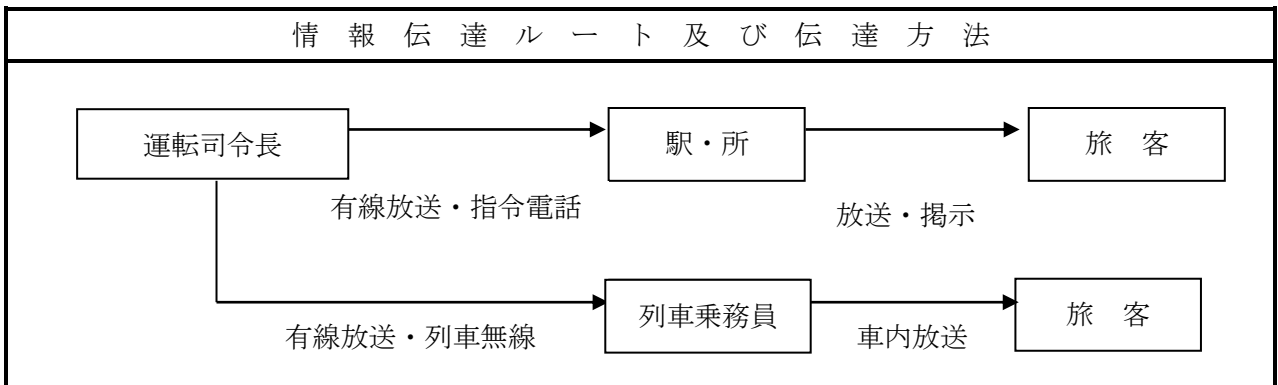 情報伝達ルート及び伝達方法
運転司令長
駅・所
旅 客
有線放送・指令電話
放送・掲示
列車乗務員
旅 客
有線放送・列車無線
車内放送